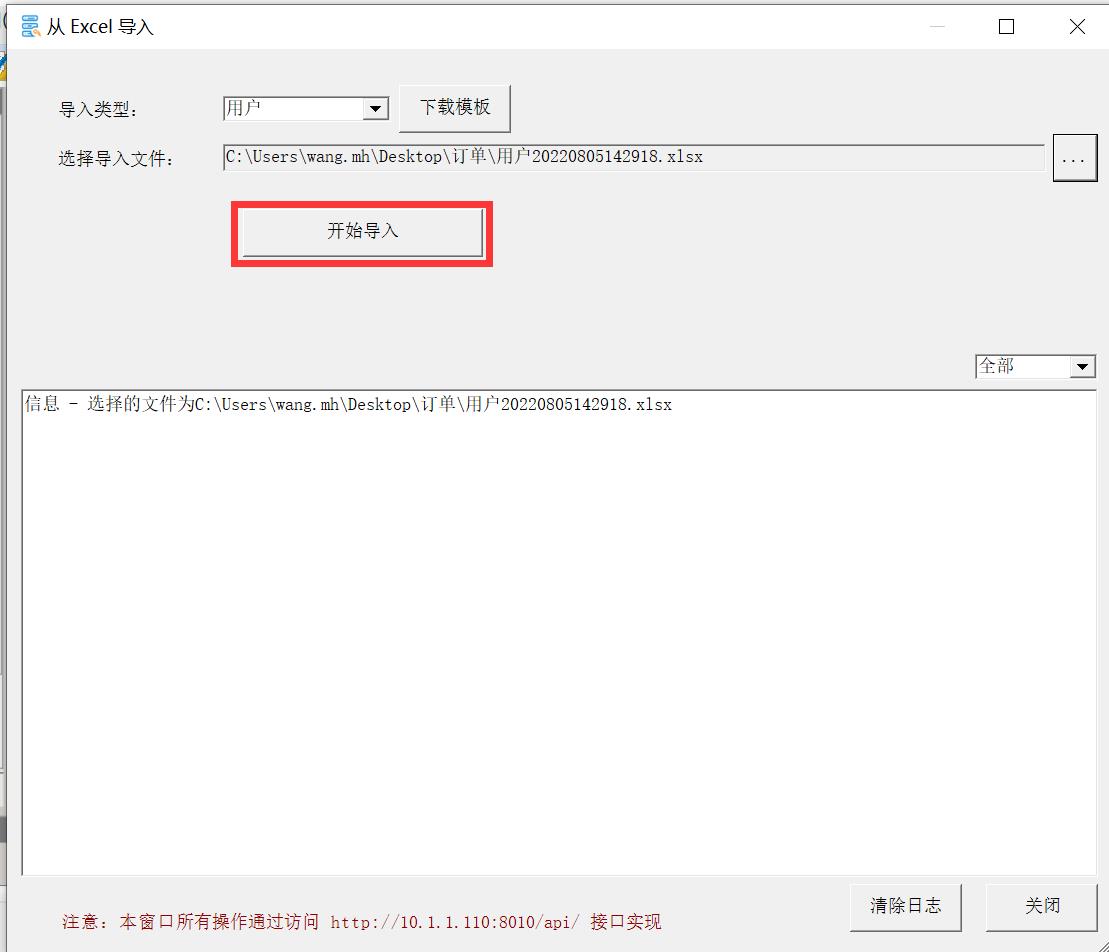 从 Excel 导入
导入类型： 用户 下载模板
选择导入文件： C:\Users\wang.mh\Desktop\订单\用户20220805142918.xlsx ...
开始导入
全部
信息 - 选择的文件为C:\Users\wang.mh\Desktop\订单\用户20220805142918.xlsx
清除日志 关闭
注意：本窗口所有操作通过访问 http://10.1.1.110:8010/api/ 接口实现